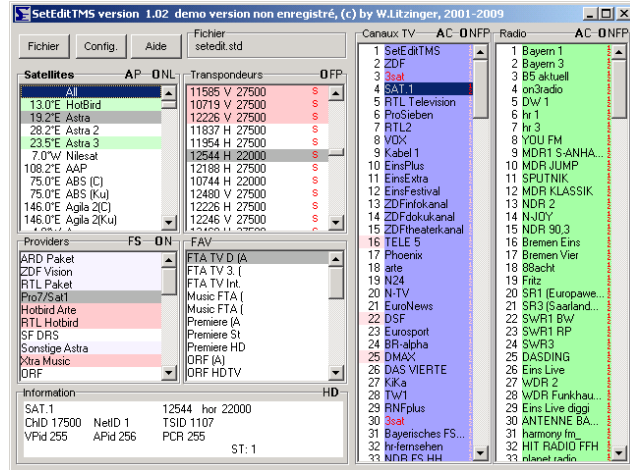 SetEditTMS version 1.02 demo version non enregistré, (c) by W.Litzinger, 2001-2009
Fichier Config. Aide
Fichier
setedit.std
Satellites AP ONL
All
13.0°E HotBird
19.2°E Astra
28.2°E Astra 2
23.5°E Astra 3
7.0°W Nilesat
108.2°E AAP
75.0°E ABS (C)
75.0°E ABS (Ku)
146.0°E Agila 2(C)
146.0°E Agila 2(Ku)
Transpondeurs OFP
11585 V 27500 S
10719 V 27500 S
12226 V 27500 S
11837 H 27500 S
11954 H 27500 S
12544 H 22000 S
12188 H 27500 S
10744 H 22000 S
12480 V 27500 S
12226 H 27500 S
12246 V 27500 S
12460 H 27500 S
Providers FS ON
ARD Paket
ZDF Vision
RTL Paket
Pro7/Sat1
Hotbird Arte
RTL Hotbird
SF DRS
Sonstige Astra
Xtra Music
ORF
FAV
FTA TV D (A
FTA TV 3. (
FTA TV Int.
Music FTA (
Music FTA (
Premiere (A
Premiere St
Premiere HD
ORF (A)
ORF HDTV
Information HD
SAT.1 12544 hor 22000
ChID 17500 NetID 1 TSID 1107
VPid 255 APid 256 PCR 255
ST: 1
Canaux TV AC ONFP
1 SetEditTMS
2 ZDF
3 3sat
4 SAT.1
5 RTL Television
6 ProSieben
7 RTL2
8 VOX
9 Kabel 1
10 EinsPlus
11 EinsExtra
12 EinsFestival
13 ZDFinfokanal
14 ZDFdokukanal
15 ZDFtheaterkanal
16 TELE 5
17 Phoenix
18 arte
19 N24
20 N-TV
21 EuroNews
22 DSF
23 Eurosport
24 BR-alpha
25 DMAX
26 DAS VIERTE
27 KiKa
28 TW1
29 RNFplus
30 3sat
31 Bayerisches FS...
32 hr-fernsehen
33 NDR FS HH
Radio AC ONFP
1 Bayern 1
2 Bayern 3
3 B5 aktuell
4 on3radio
5 DW 1
6 hr 1
7 hr 3
8 YOU FM
9 MDR1 S-ANHA...
10 MDR JUMP
11 SPUTNIK
12 MDR KLASSIK
13 NDR 2
14 N-JOY
15 NDR 90,3
16 Bremen Eins
17 Bremen Vier
18 88acht
19 Fritz
20 SR1 (Europawe...
21 SR3 (Saarland...
22 SWR1 BW
23 SWR1 RP
24 SWR3
25 DASDING
26 Eins Live
27 WDR 2
28 WDR Funkhau...
29 Eins Live diggi
30 ANTENNE BA...
31 harmony fm_
32 HIT RADIO FFH
33 planet radio